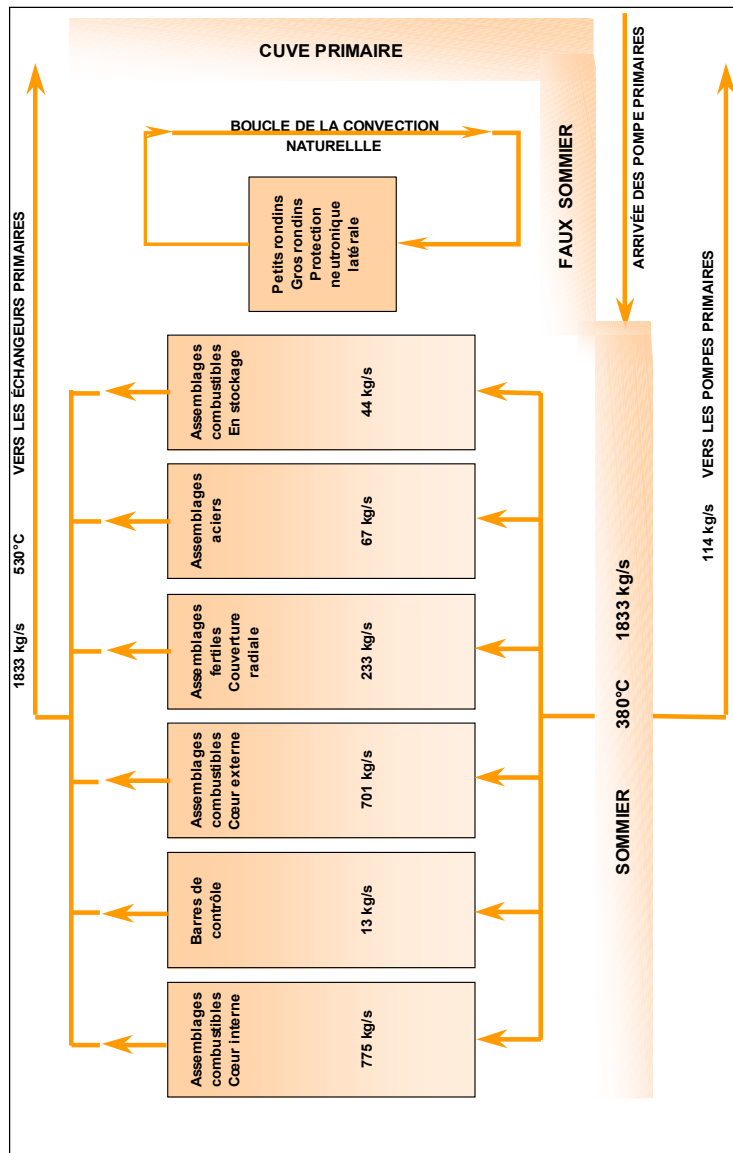 CUVE PRIMAIRE
BOUCLE DE LA CONVECTION
NATURELLLE
Petits rondins
Gros rondins
Protection
neutronique
latérale
FAUX SOMMIER
ARRIVÉE DES POMPE PRIMAIRES
1833 kg/s 530°C VERS LES ÉCHANGEURS PRIMAIRES
Assemblages
combustibles
Cœur interne
775 kg/s
Barres de
contrôle
13 kg/s
Assemblages
combustibles
Cœur externe
701 kg/s
Assemblages
fertiles
Couverture
radiale
233 kg/s
Assemblages
aciers
67 kg/s
Assemblages
combustibles
En stockage
44 kg/s
SOMMIER 380°C 1833 kg/s
114 kg/s VERS LES POMPES PRIMAIRES